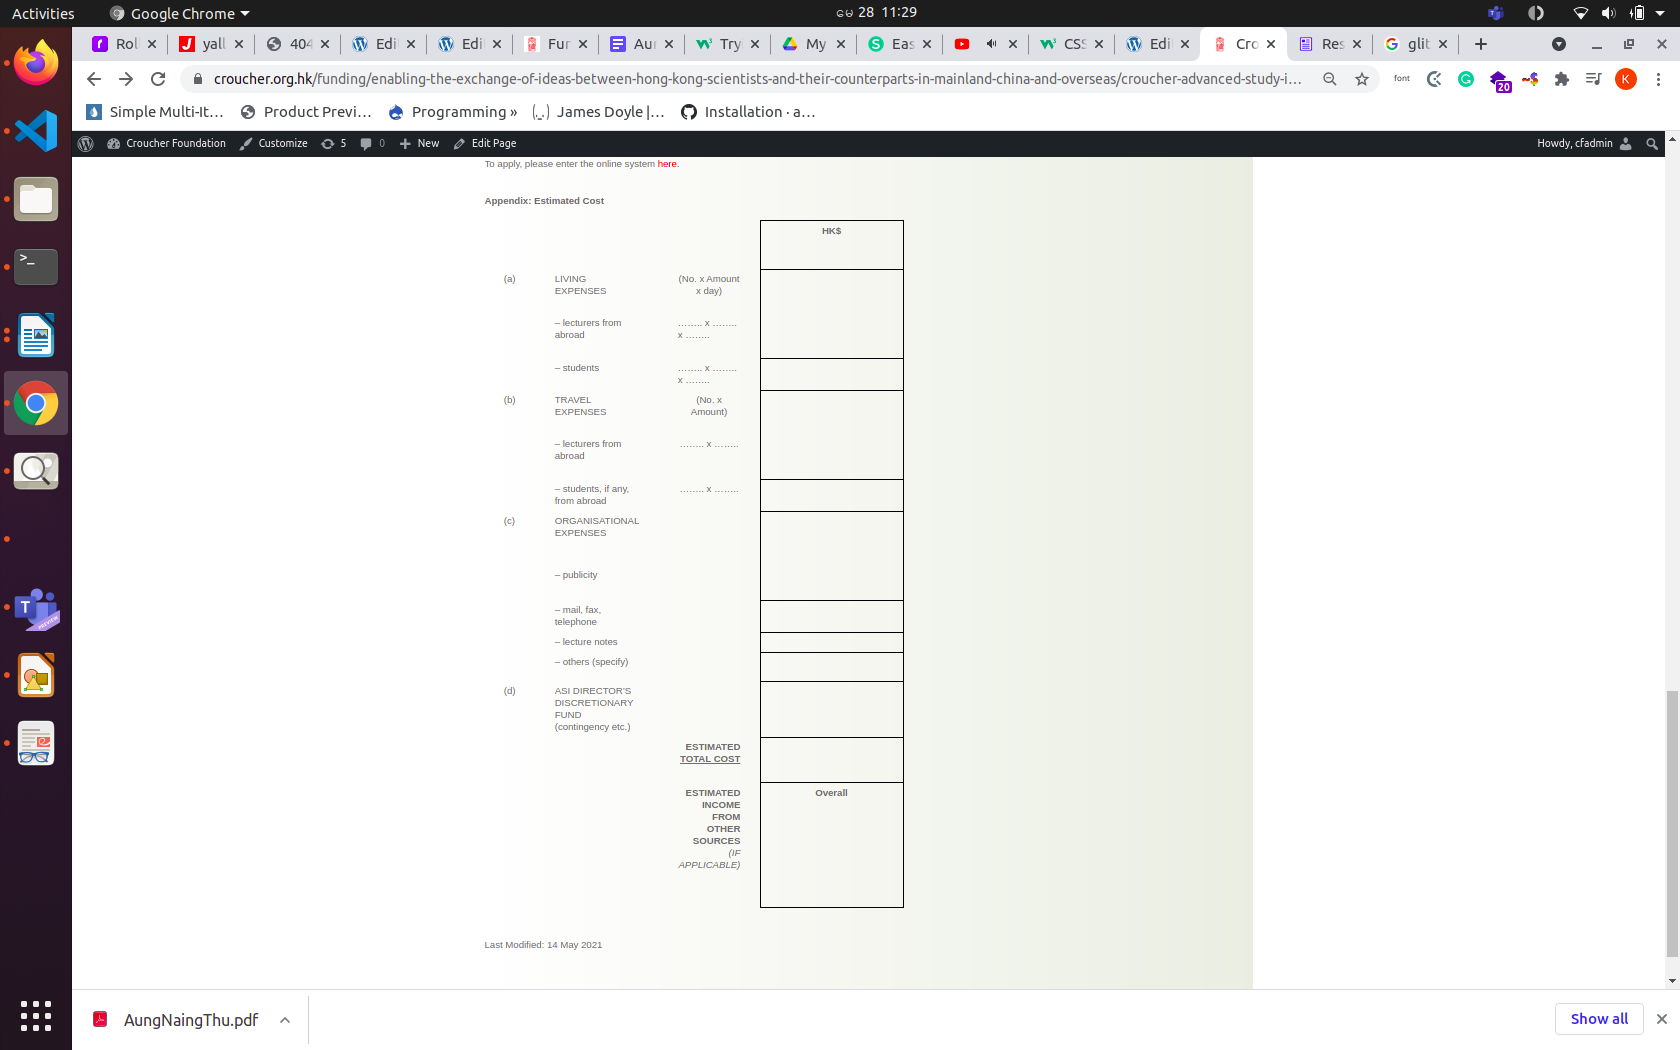 Activities Google Chrome မေ 28 11:29
Rol yall 404 Edi Edi Fur Aur Try My Eas CSS Edi Cro Res glit
croucher.org.hk/funding/enabling-the-exchange-of-ideas-between-hong-kong-scientists-and-their-counterparts-in-mainland-china-and-overseas/croucher-advanced-study-i... font 20 K
Simple Multi-It... Product Previ... Programming » James Doyle |... Installation · a...
Croucher Foundation Customize 5 0 New Edit Page Howdy, cfadmin
To apply, please enter the online system here.
Appendix: Estimated Cost
HK$
(a) LIVING EXPENSES (No. x Amount x day)
– lecturers from abroad …….. x …….. x ……..
– students …….. x …….. x ……..
(b) TRAVEL EXPENSES (No. x Amount)
– lecturers from abroad …….. x ……..
– students, if any, from abroad …….. x ……..
(c) ORGANISATIONAL EXPENSES
– publicity
– mail, fax, telephone
– lecture notes
– others (specify)
(d) ASI DIRECTOR'S DISCRETIONARY FUND (contingency etc.)
ESTIMATED TOTAL COST
ESTIMATED INCOME FROM OTHER SOURCES (IF APPLICABLE) Overall
Last Modified: 14 May 2021
AungNaingThu.pdf Show all